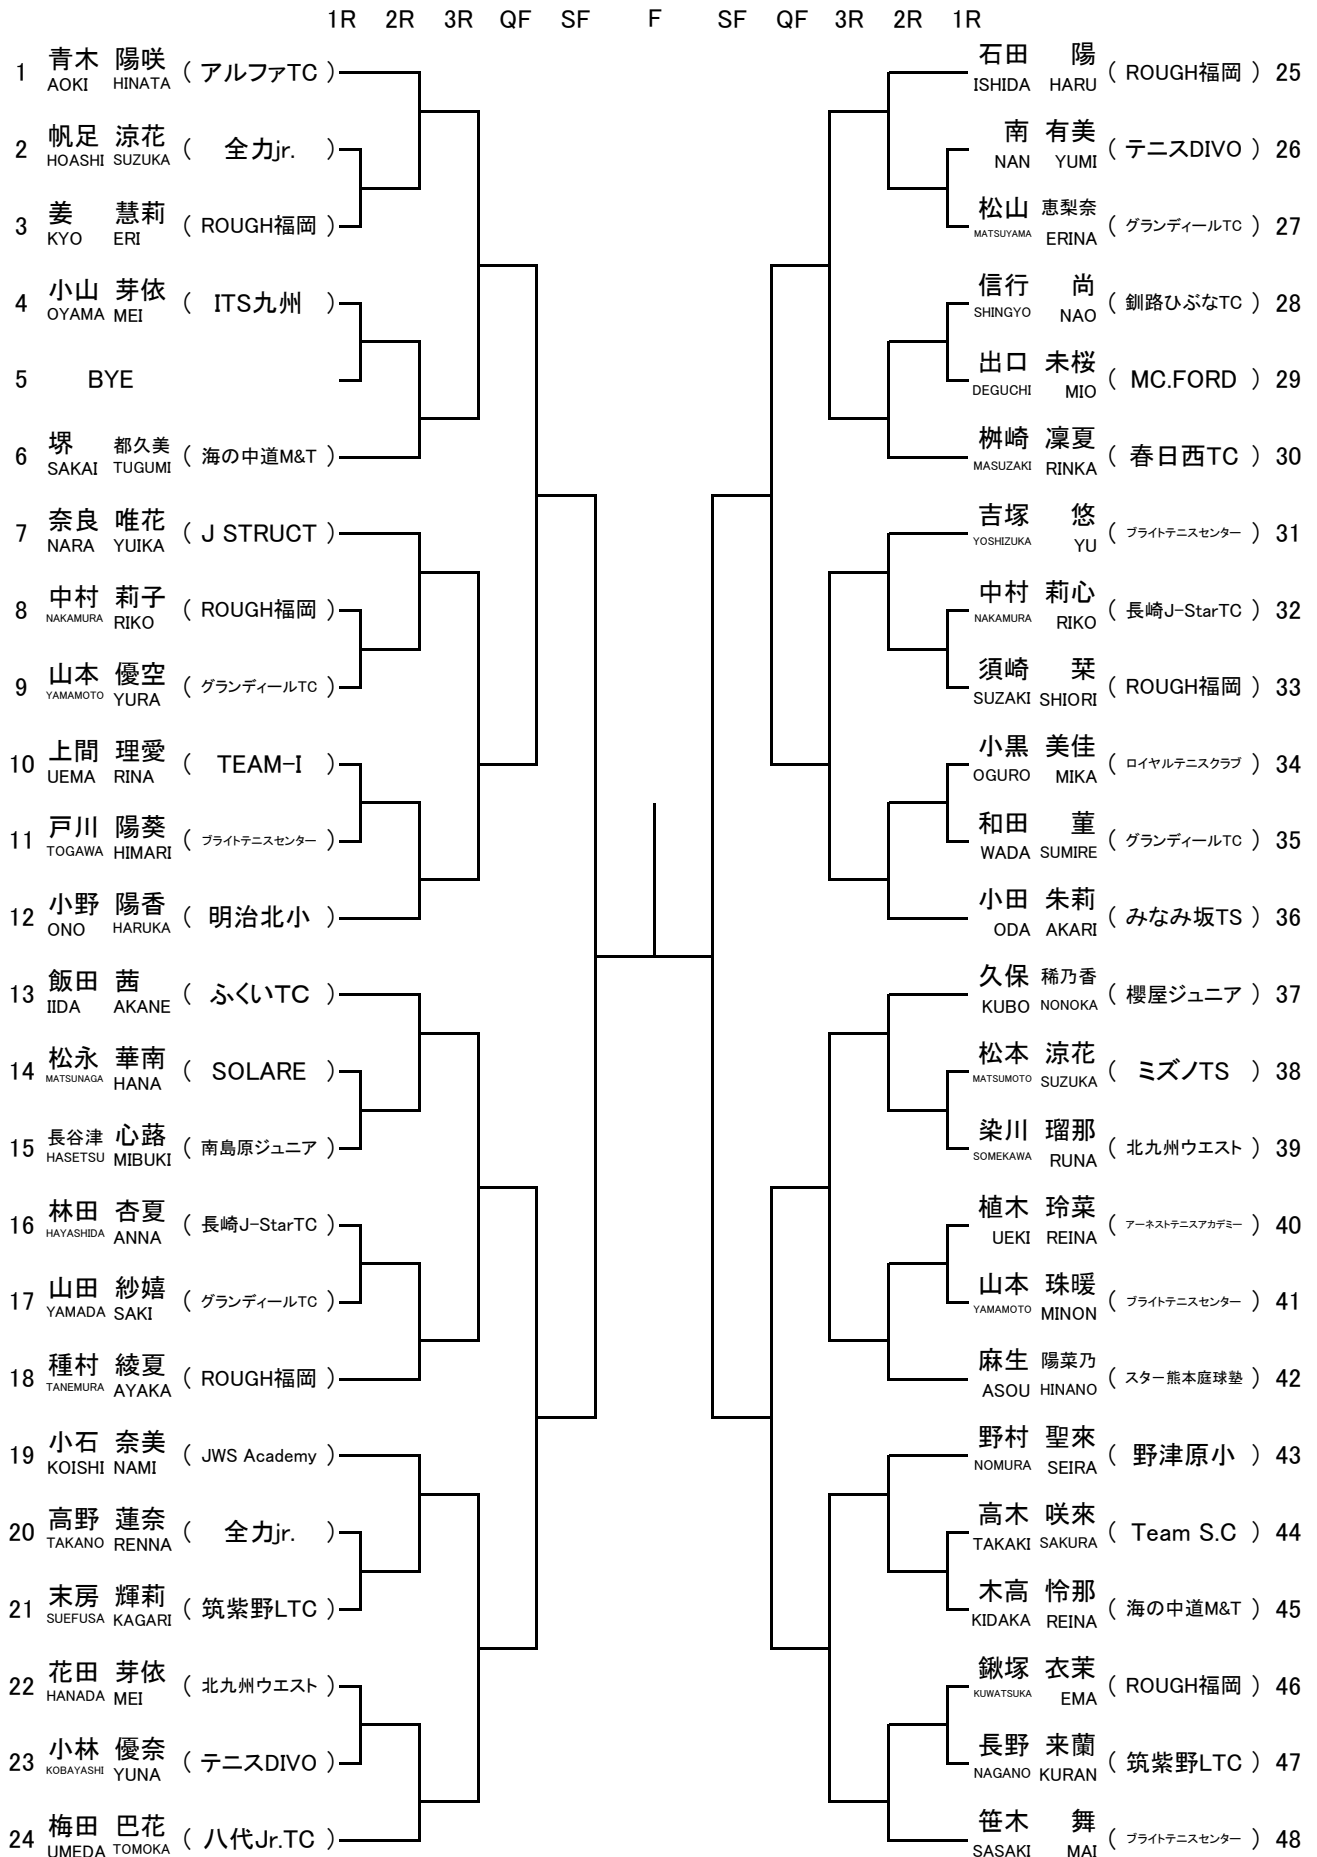 1R 2R 3R QF SF F SF QF 3R 2R 1R
1 青木 陽咲 ( アルファTC )
AOKI HINATA
2 帆足 涼花 ( 全力jr. )
HOASHI SUZUKA
3 姜 慧莉 ( ROUGH福岡 )
KYO ERI
4 小山 芽依 ( ITS九州 )
OYAMA MEI
5 BYE
6 堺 都久美 ( 海の中道M&T )
SAKAI TUGUMI
7 奈良 唯花 ( J STRUCT )
NARA YUIKA
8 中村 莉子 ( ROUGH福岡 )
NAKAMURA RIKO
9 山本 優空 ( グランディールTC )
YAMAMOTO YURA
10 上間 理愛 ( TEAM-I )
UEMA RINA
11 戸川 陽葵 ( ブライトテニスセンター )
TOGAWA HIMARI
12 小野 陽香 ( 明治北小 )
ONO HARUKA
13 飯田 茜 ( ふくいTC )
IIDA AKANE
14 松永 華南 ( SOLARE )
MATSUNAGA HANA
15 長谷津 心蕗 ( 南島原ジュニア )
HASETSU MIBUKI
16 林田 杏夏 ( 長崎J-StarTC )
HAYASHIDA ANNA
17 山田 紗嬉 ( グランディールTC )
YAMADA SAKI
18 種村 綾夏 ( ROUGH福岡 )
TANEMURA AYAKA
19 小石 奈美 ( JWS Academy )
KOISHI NAMI
20 高野 蓮奈 ( 全力jr. )
TAKANO RENNA
21 末房 輝莉 ( 筑紫野LTC )
SUEFUSA KAGARI
22 花田 芽依 ( 北九州ウエスト )
HANADA MEI
23 小林 優奈 ( テニスDIVO )
KOBAYASHI YUNA
24 梅田 巴花 ( 八代Jr.TC )
UMEDA TOMOKA
石田 陽 ( ROUGH福岡 ) 25
ISHIDA HARU
南 有美 ( テニスDIVO ) 26
NAN YUMI
松山 恵梨奈 ( グランディールTC ) 27
MATSUYAMA ERINA
信行 尚 ( 釧路ひぶなTC ) 28
SHINGYO NAO
出口 未桜 ( MC.FORD ) 29
DEGUCHI MIO
桝崎 凜夏 ( 春日西TC ) 30
MASUZAKI RINKA
吉塚 悠 ( ブライトテニスセンター ) 31
YOSHIZUKA YU
中村 莉心 ( 長崎J-StarTC ) 32
NAKAMURA RIKO
須崎 栞 ( ROUGH福岡 ) 33
SUZAKI SHIORI
小黒 美佳 ( ロイヤルテニスクラブ ) 34
OGURO MIKA
和田 菫 ( グランディールTC ) 35
WADA SUMIRE
小田 朱莉 ( みなみ坂TS ) 36
ODA AKARI
久保 稀乃香 ( 櫻屋ジュニア ) 37
KUBO NONOKA
松本 涼花 ( ミズノTS ) 38
MATSUMOTO SUZUKA
染川 瑠那 ( 北九州ウエスト ) 39
SOMEKAWA RUNA
植木 玲菜 ( アーネストテニスアカデミー ) 40
UEKI REINA
山本 珠暖 ( ブライトテニスセンター ) 41
YAMAMOTO MINON
麻生 陽菜乃 ( スター熊本庭球塾 ) 42
ASOU HINANO
野村 聖來 ( 野津原小 ) 43
NOMURA SEIRA
高木 咲來 ( Team S.C ) 44
TAKAKI SAKURA
木高 怜那 ( 海の中道M&T ) 45
KIDAKA REINA
鍬塚 衣茉 ( ROUGH福岡 ) 46
KUWATSUKA EMA
長野 来蘭 ( 筑紫野LTC ) 47
NAGANO KURAN
笹木 舞 ( ブライトテニスセンター ) 48
SASAKI MAI